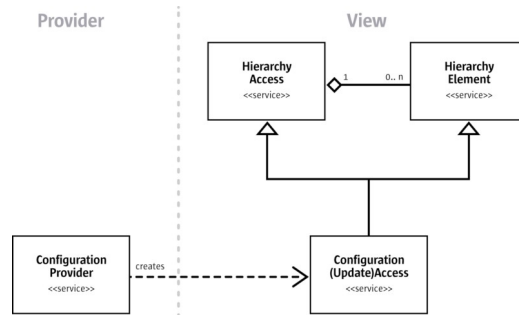 Provider
View
Hierarchy
Access
<<service>>
1
0.. n
Hierarchy
Element
<<service>>
Configuration
Provider
<<service>>
creates
Configuration
(Update)Access
<<service>>